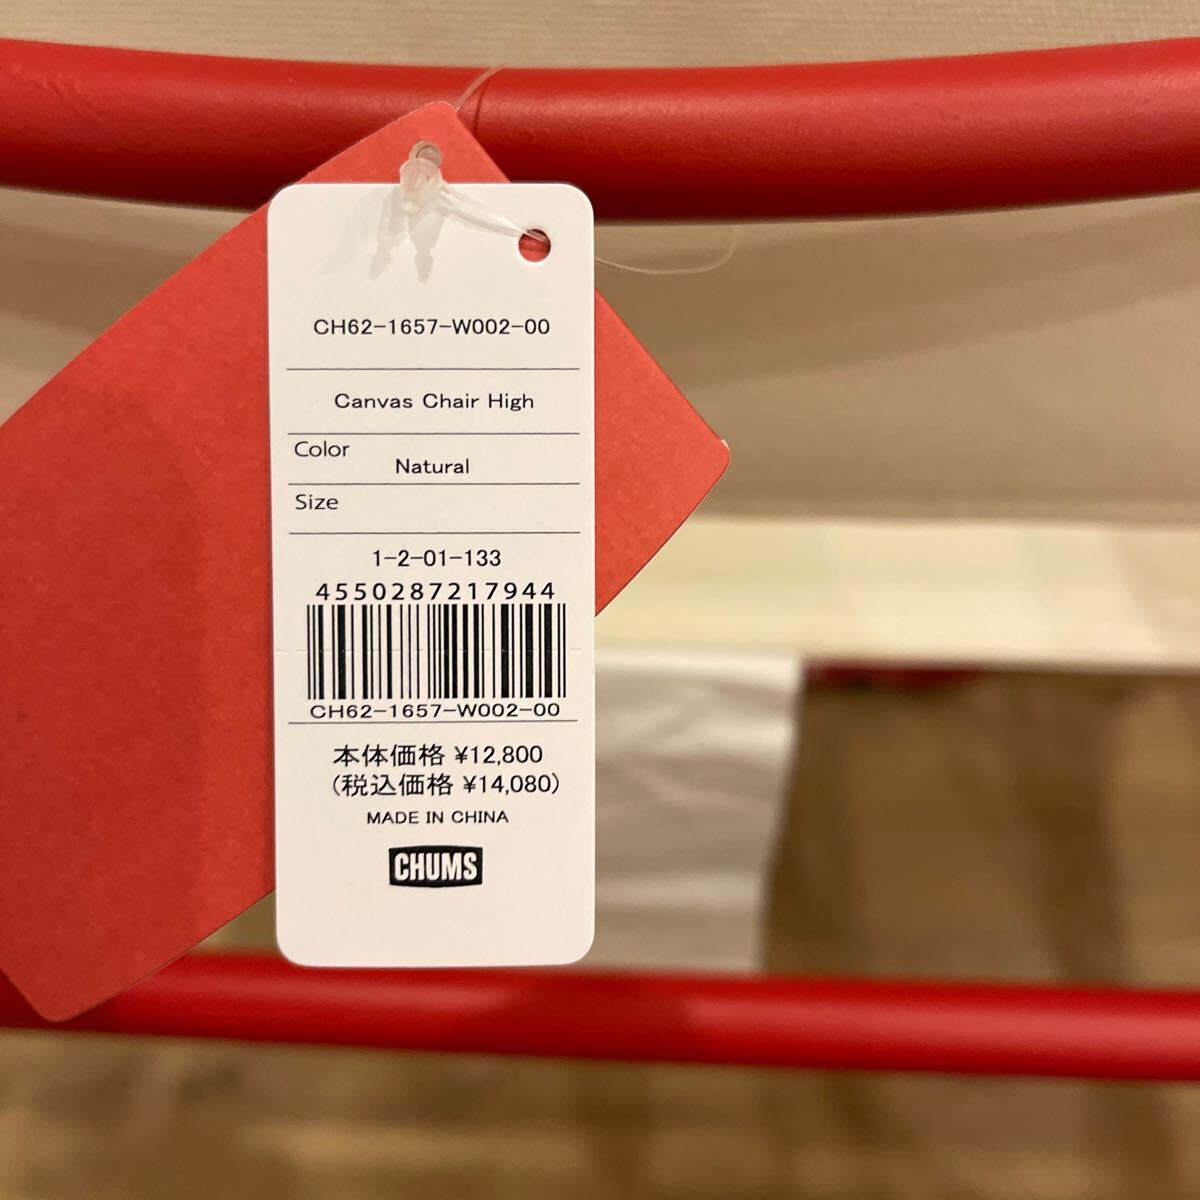 CH62-1657-W002-00
Canvas Chair High
Color
Natural
Size
1-2-01-133
4550287217944
CH62-1657-W002-00
本体価格 ¥12,800
(税込価格 ¥14,080)
MADE IN CHINA
CHUMS